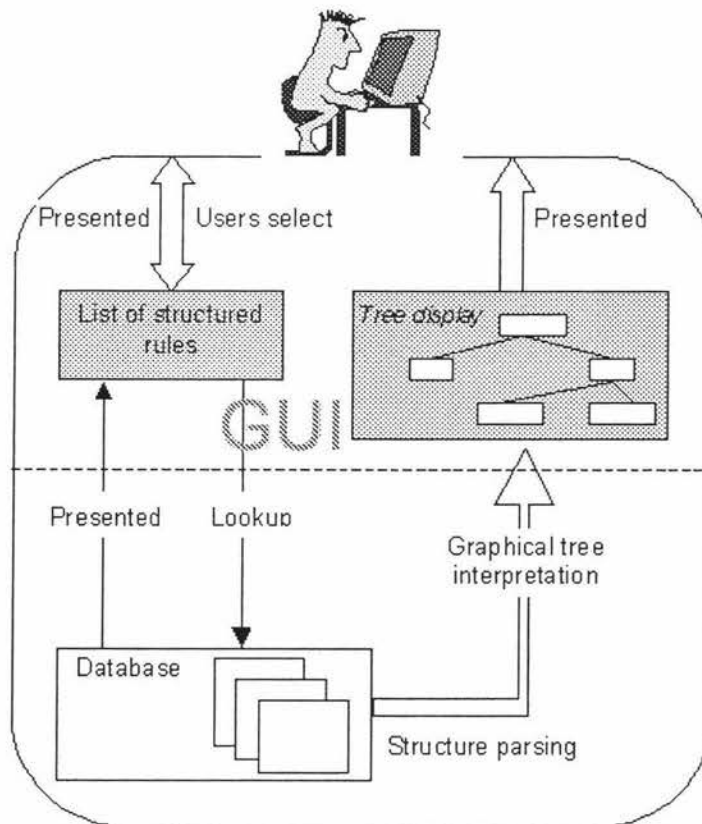 Presented
Users select
Presented
List of structured
rules
Tree display
GUI
Presented
Lookup
Graphical tree
interpretation
Database
Structure parsing